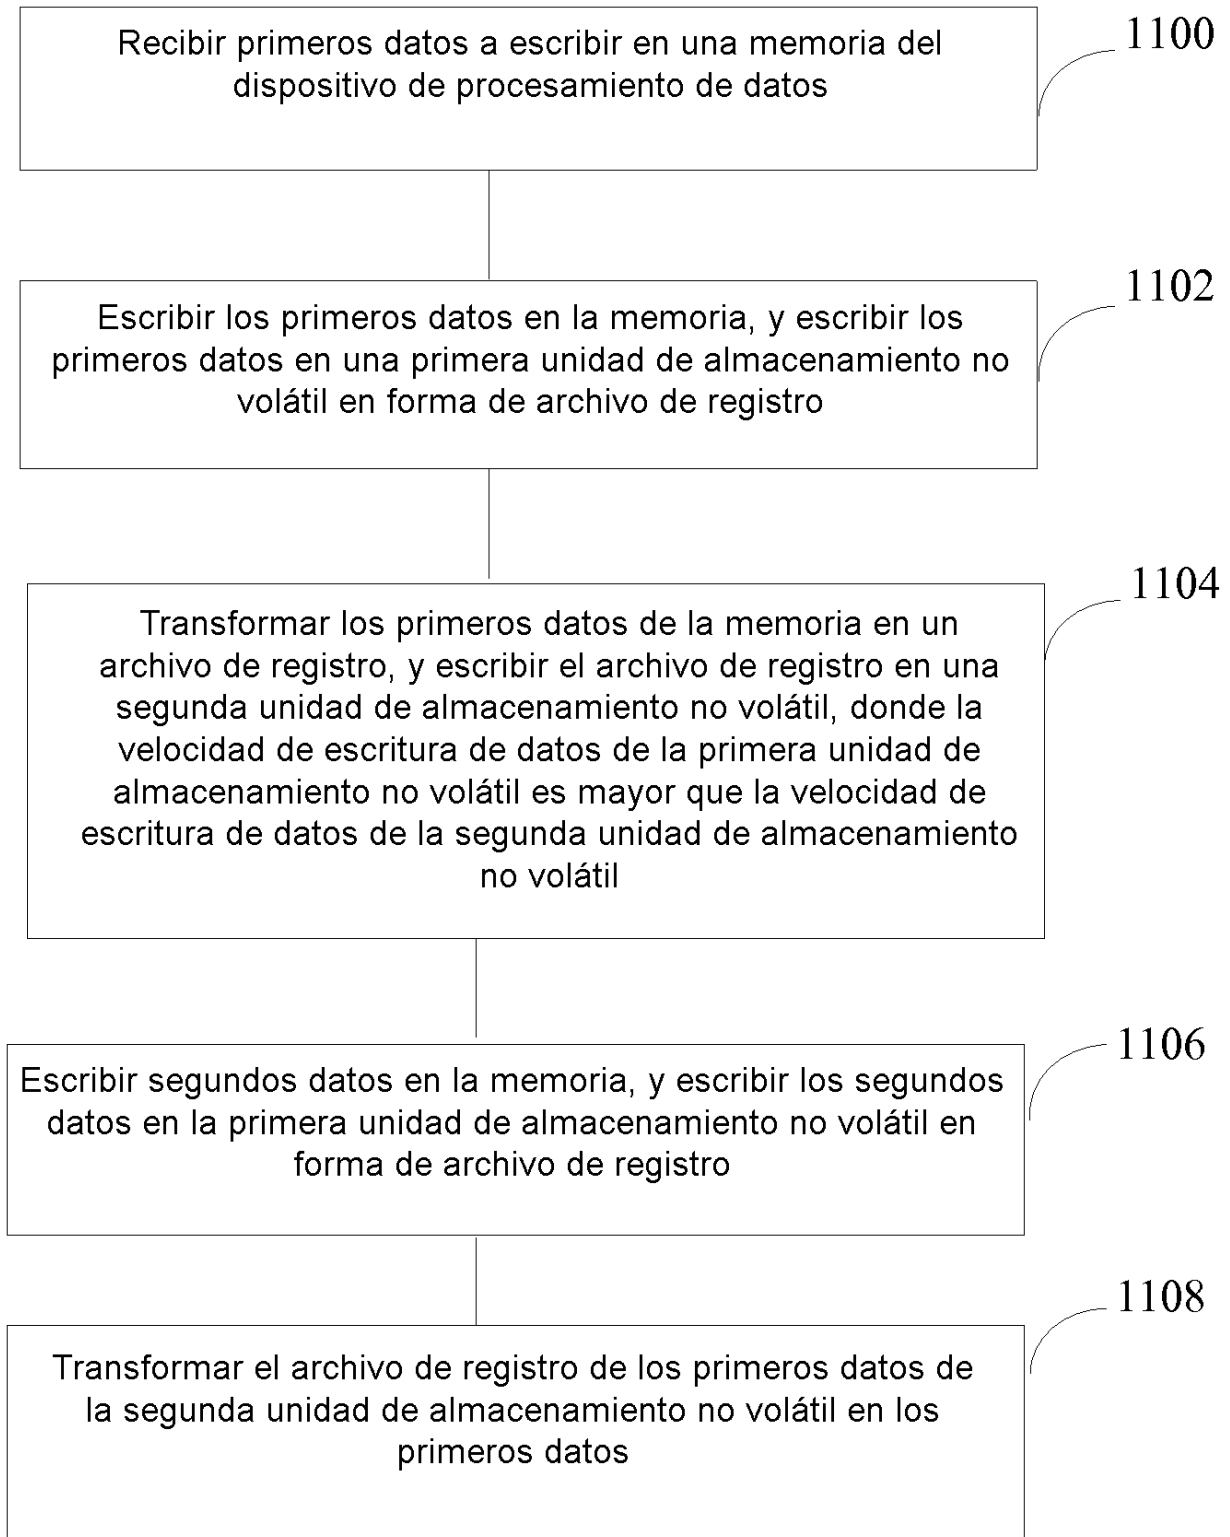 1100
Recibir primeros datos a escribir en una memoria del
dispositivo de procesamiento de datos
1102
Escribir los primeros datos en la memoria, y escribir los
primeros datos en una primera unidad de almacenamiento no
volátil en forma de archivo de registro
1104
Transformar los primeros datos de la memoria en un
archivo de registro, y escribir el archivo de registro en una
segunda unidad de almacenamiento no volátil, donde la
velocidad de escritura de datos de la primera unidad de
almacenamiento no volátil es mayor que la velocidad de
escritura de datos de la segunda unidad de almacenamiento
no volátil
1106
Escribir segundos datos en la memoria, y escribir los segundos
datos en la primera unidad de almacenamiento no volátil en
forma de archivo de registro
1108
Transformar el archivo de registro de los primeros datos de
la segunda unidad de almacenamiento no volátil en los
primeros datos